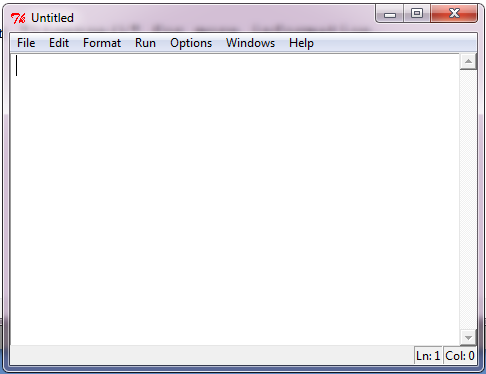 Untitled
File Edit Format Run Options Windows Help
Ln: 1 Col: 0